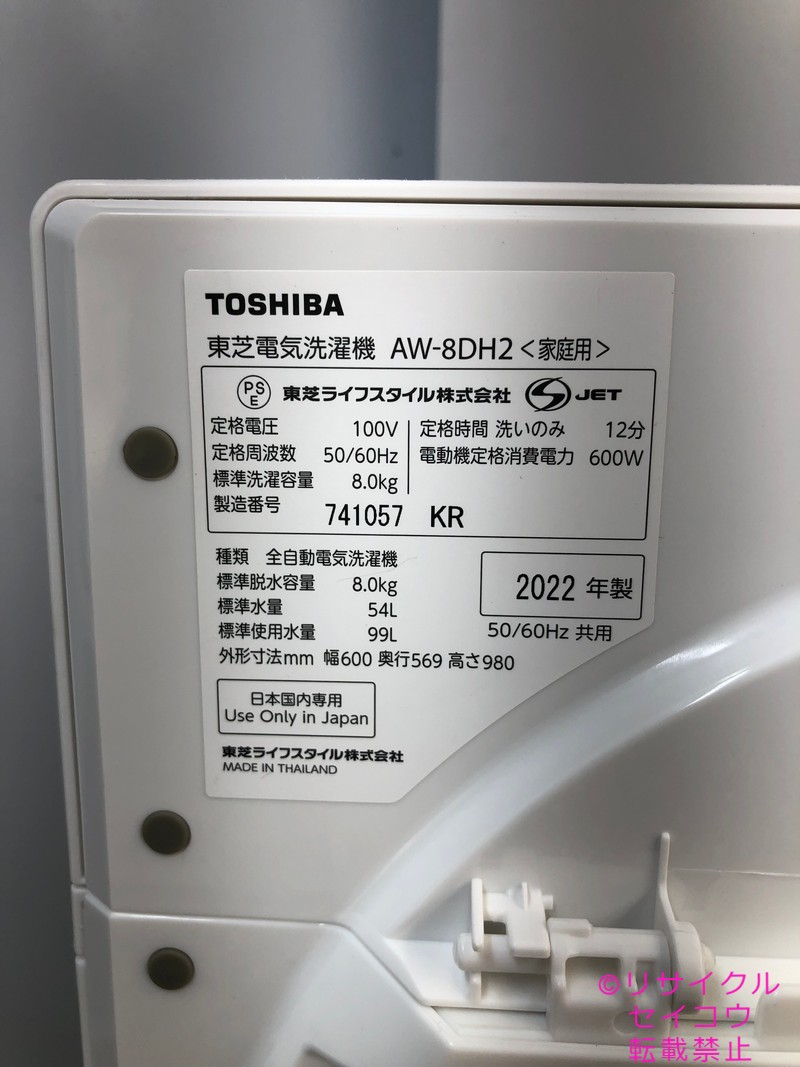 TOSHIBA
東芝電気洗濯機 AW-8DH2<家庭用>
PS E 東芝ライフスタイル株式会社 S JET
定格電圧 100V
定格周波数 50/60Hz
標準洗濯容量 8.0kg
製造番号 741057 KR
定格時間 洗いのみ 12分
電動機定格消費電力 600W
種類 全自動電気洗濯機
標準脱水容量 8.0kg
標準水量 54L
標準使用水量 99L
外形寸法mm 幅600 奥行569 高さ980
2022 年製
50/60Hz 共用
日本国内専用
Use Only in Japan
東芝ライフスタイル株式会社
MADE IN THAILAND
©リサイクル
セイコウ
転載禁止